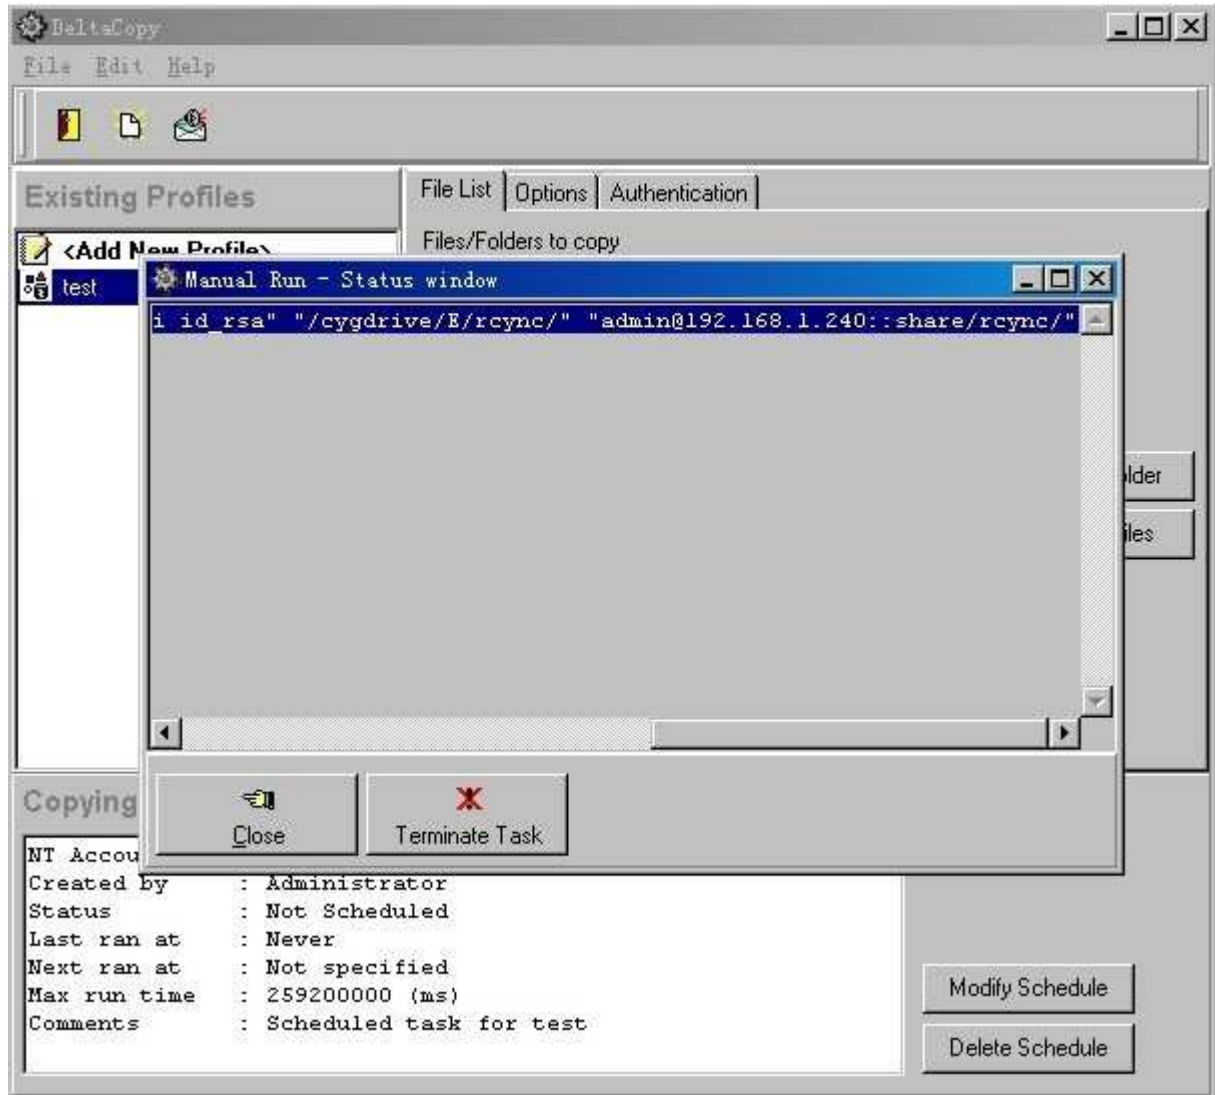 DeltaCopy
File Edit Help
Existing Profiles
File List Options Authentication
<Add New Profile>
Files/Folders to copy
test
Manual Run - Status window
i id_rsa" "/cygdrive/E/rcync/" "admin@192.168.1.240::share/rcync/"
lder
iles
Close
Terminate Task
Copying
NT Accou
Created by : Administrator
Status : Not Scheduled
Last ran at : Never
Next ran at : Not specified
Max run time : 259200000 (ms)
Comments : Scheduled task for test
Modify Schedule
Delete Schedule